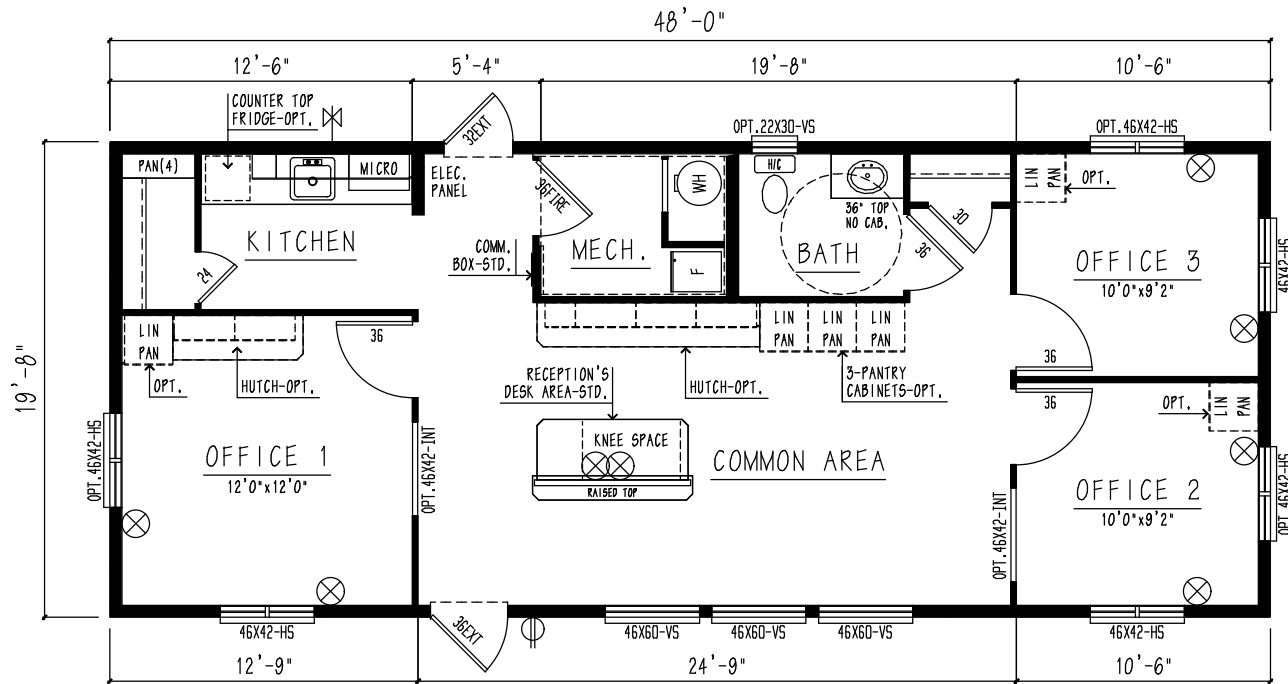 48'-0"
12'-6"
5'-4"
19'-8"
10'-6"
COUNTER TOP
FRIDGE-OPT.
32EXT
OPT.22X30-VS
OPT.46X42-HS
PAN(4)
MICRO
ELEC.
PANEL
36FIRE
WH
H/C
36" TOP
NO CAB.
30
LIN
PAN
OPT.
KITCHEN
24
COMM.
BOX-STD.
MECH.
F
BATH
36
OFFICE 3
10'0"x9'2"
46X42-HS
19'-8"
LIN
PAN
OPT.
HUTCH-OPT.
36
RECEPTION'S
DESK AREA-STD.
HUTCH-OPT.
LIN
PAN
LIN
PAN
LIN
PAN
3-PANTRY
CABINETS-OPT.
36
36
OPT.
LIN
PAN
OPT.46X42-HS
OFFICE 1
12'0"x12'0"
OPT.46X42-INT
KNEE SPACE
RAISED TOP
COMMON AREA
OPT.46X42-INT
OFFICE 2
10'0"x9'2"
OPT.46X42-HS
46X42-HS
36EXT
46X60-VS
46X60-VS
46X60-VS
46X42-HS
12'-9"
24'-9"
10'-6"